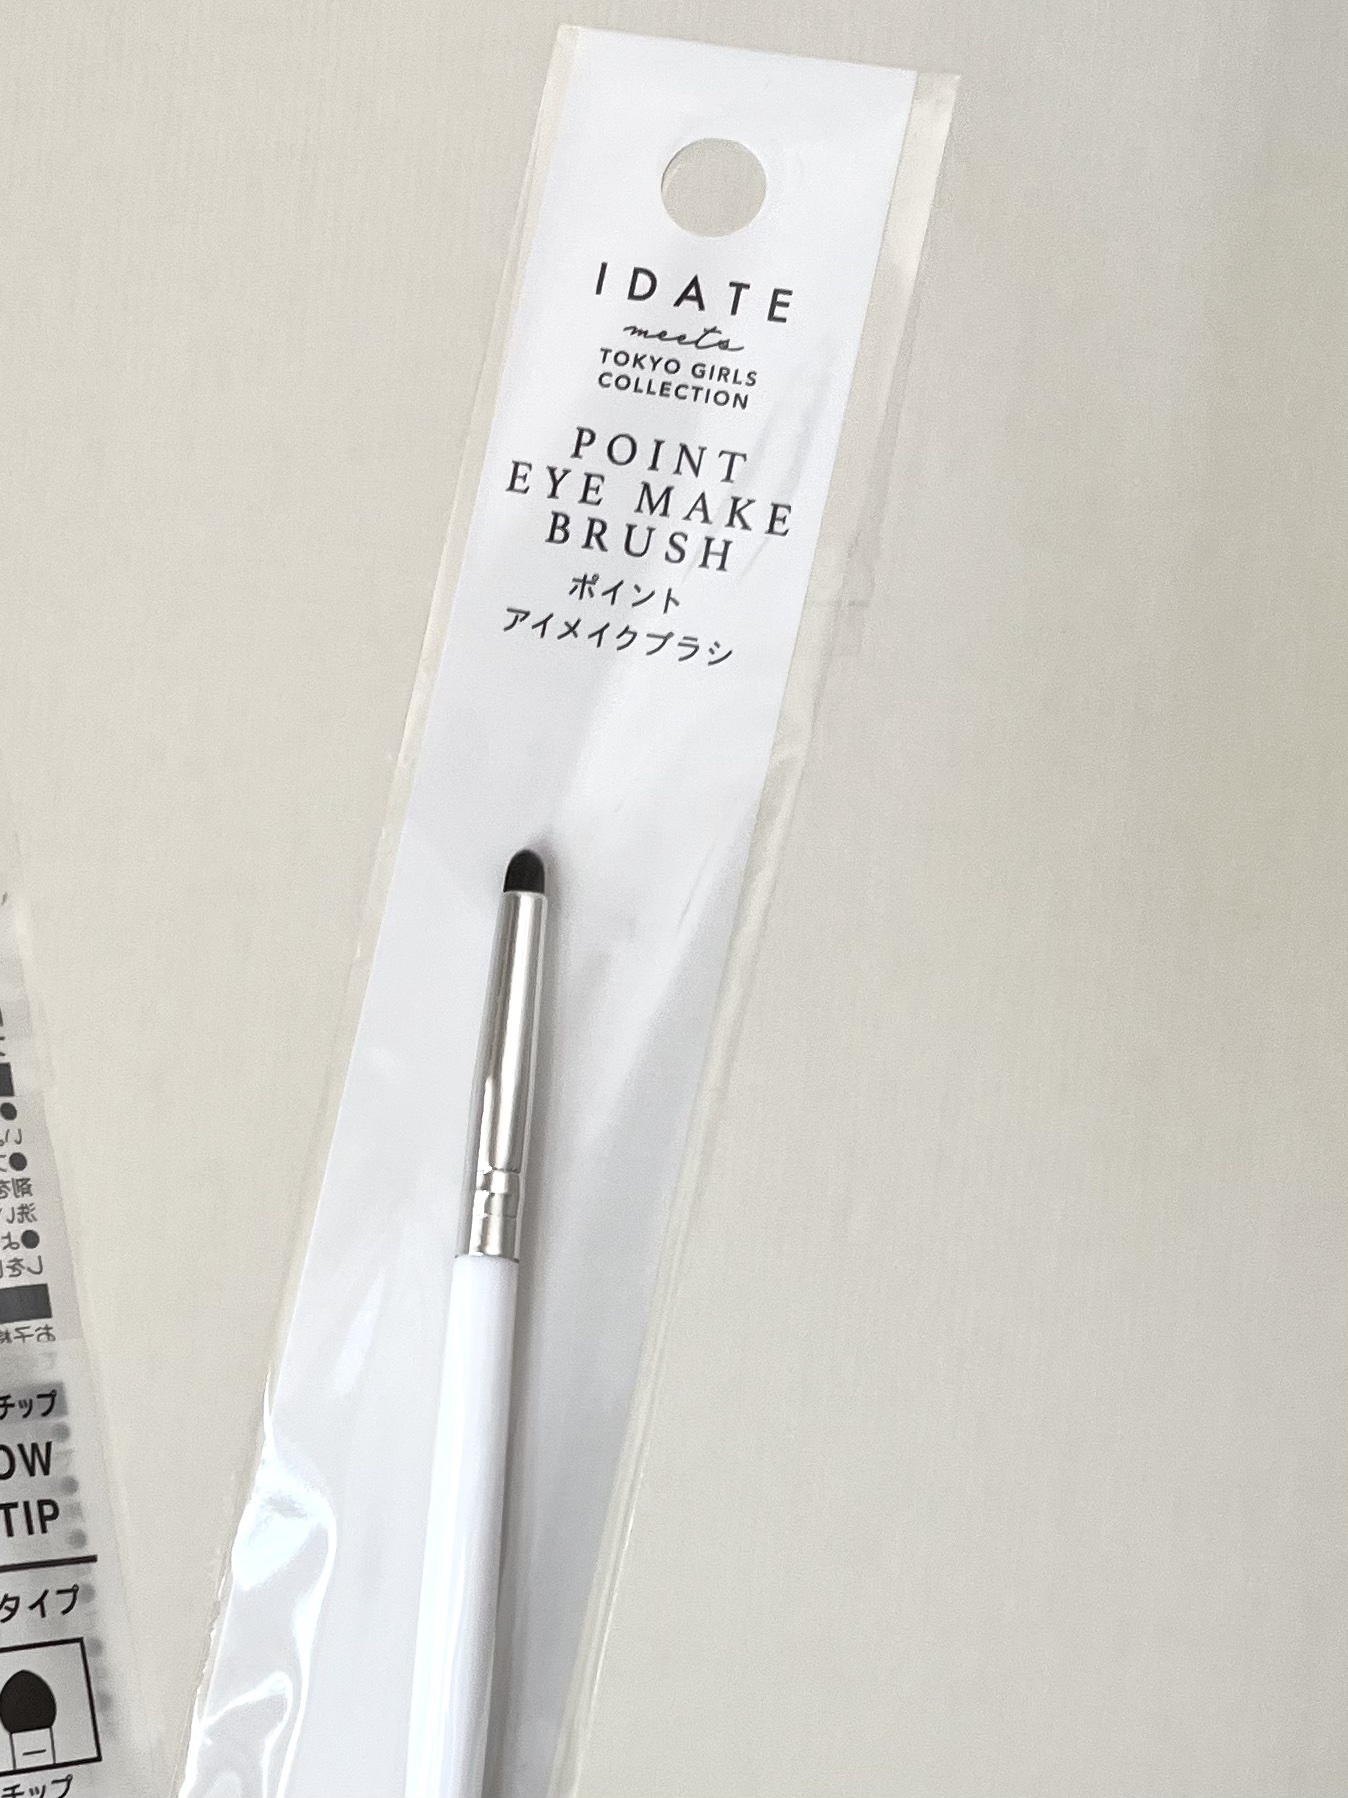 IDATE
meets
TOKYO GIRLS
COLLECTION
POINT
EYE MAKE
BRUSH
ポイント
アイメイクブラシ
チップ
OW
TIP
タイプ
チップ